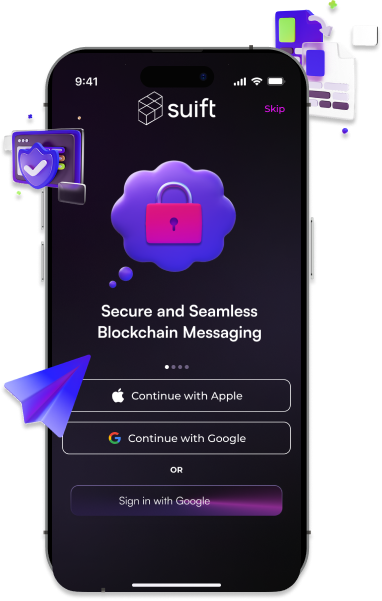 9:41
suift
Skip
Secure and Seamless
Blockchain Messaging
Continue with Apple
Continue with Google
OR
Sign in with Google